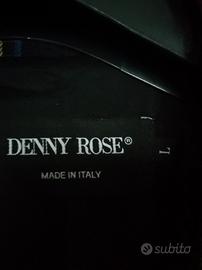 DENNY ROSE®
MADE IN ITALY
L
subito